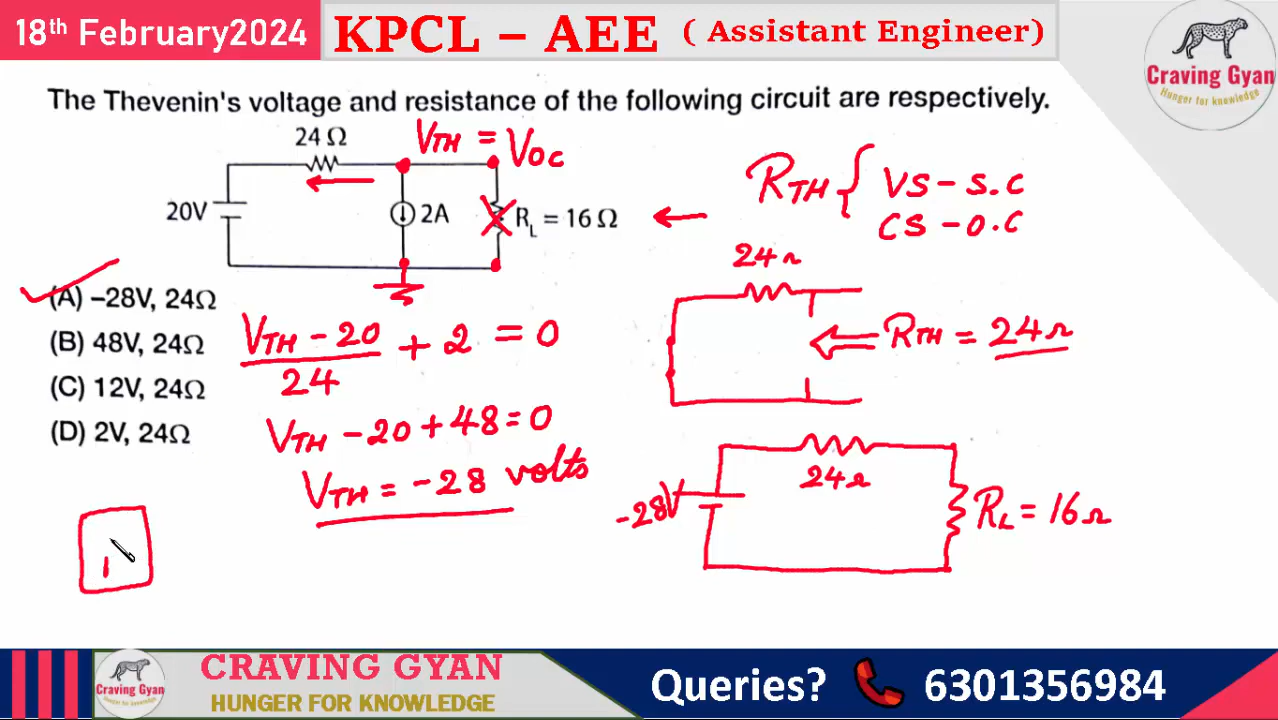 18th February2024
KPCL – AEE ( Assistant Engineer)
Craving Gyan
Hunger for knowledge
The Thevenin's voltage and resistance of the following circuit are respectively.
24 Ω
VTH = VOC
20V
2A
RL = 16 Ω
RTH { VS - S.C
CS - O.C
24Ω
RTH = 24Ω
(A) –28V, 24Ω
(B) 48V, 24Ω
(C) 12V, 24Ω
(D) 2V, 24Ω
VTH - 20
24
+ 2 = 0
VTH - 20 + 48 = 0
VTH = -28 volts
24Ω
-28V
RL = 16Ω
Craving Gyan
CRAVING GYAN
HUNGER FOR KNOWLEDGE
Queries? 6301356984